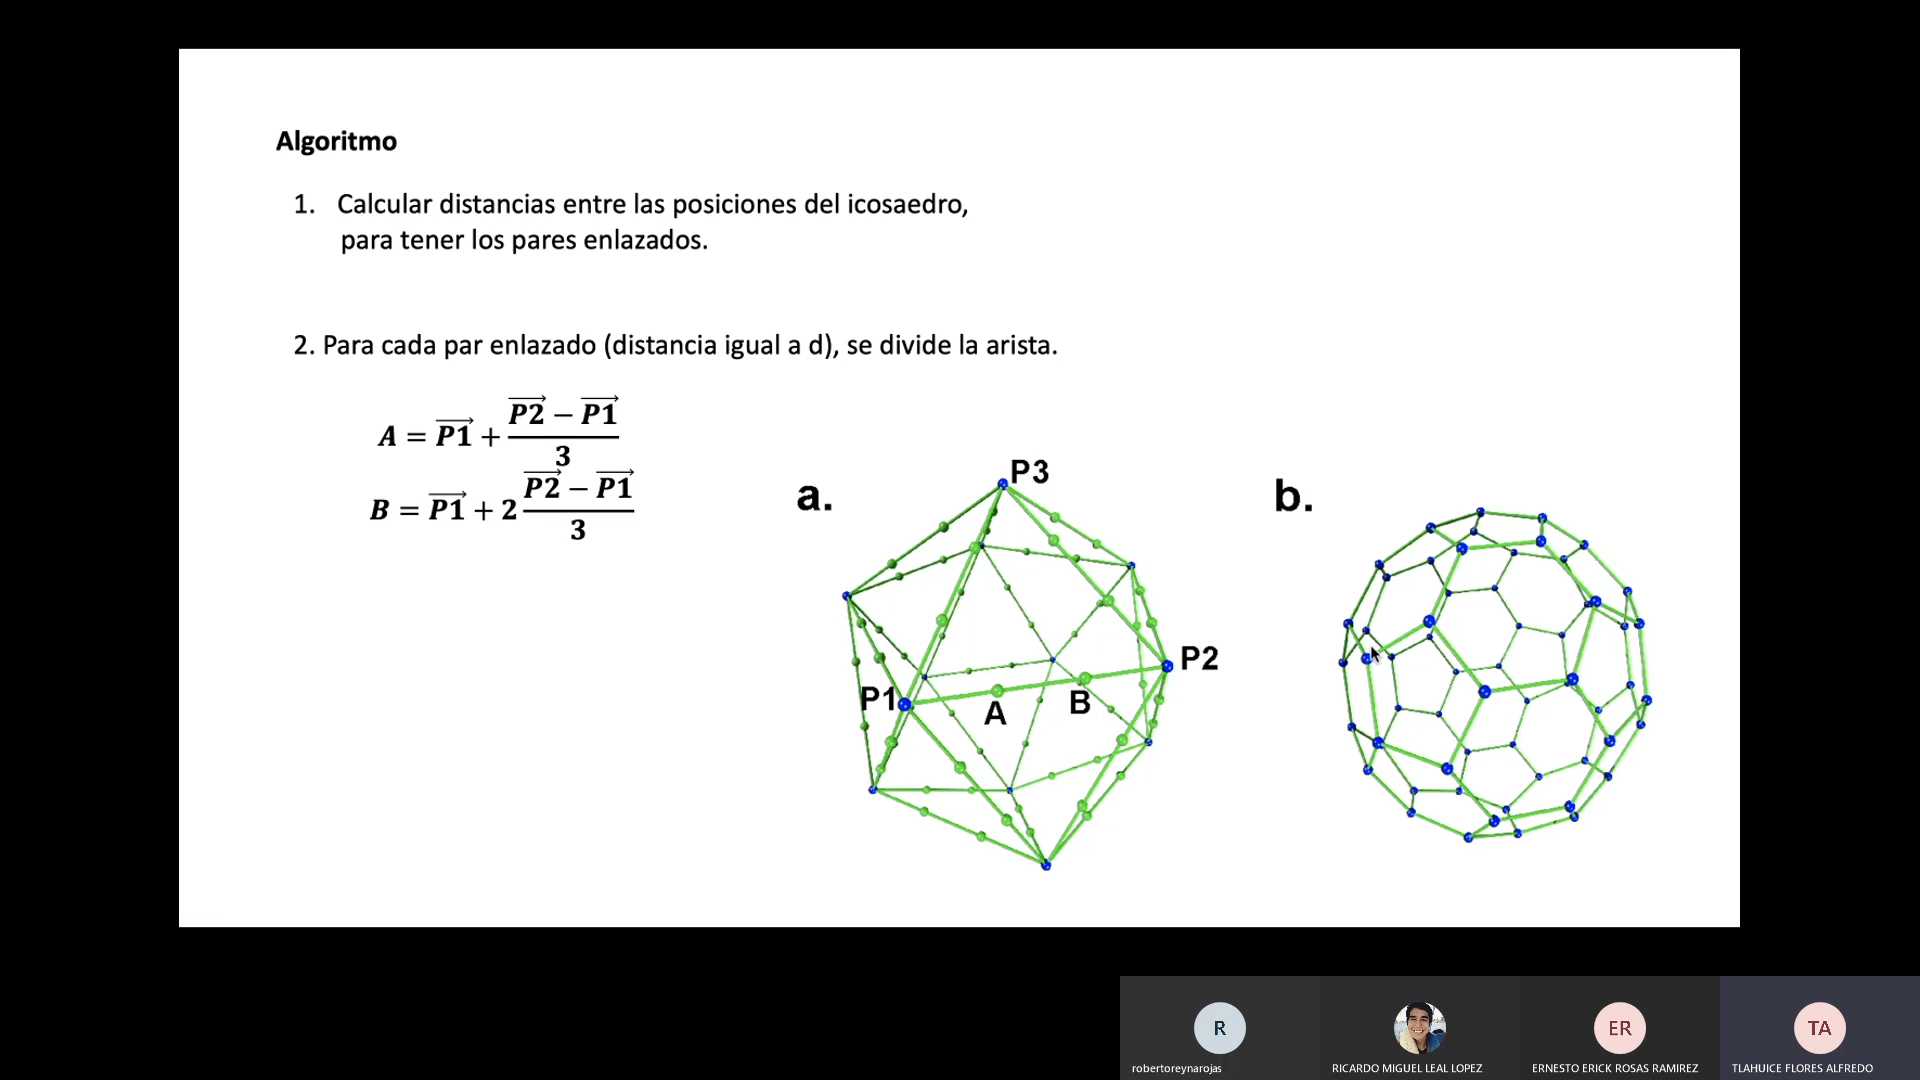 Algoritmo
1. Calcular distancias entre las posiciones del icosaedro,
para tener los pares enlazados.
2. Para cada par enlazado (distancia igual a d), se divide la arista.
A = P1 + (P2 − P1)/3
B = P1 + 2 (P2 − P1)/3
a.
P3
P2
P1
A
B
b.
R
ER
TA
robertoreynarojas
RICARDO MIGUEL LEAL LOPEZ
ERNESTO ERICK ROSAS RAMIREZ
TLAHUICE FLORES ALFREDO